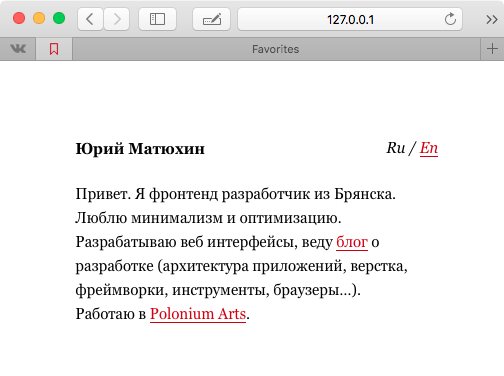 127.0.0.1
Favorites
Юрий Матюхин
Ru / En
Привет. Я фронтенд разработчик из Брянска.
Люблю минимализм и оптимизацию.
Разрабатываю веб интерфейсы, веду блог о
разработке (архитектура приложений, верстка,
фреймворки, инструменты, браузеры...).
Работаю в Polonium Arts.